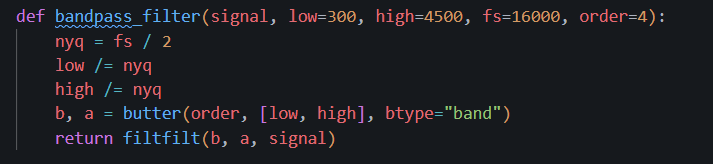 def bandpass_filter(signal, low=300, high=4500, fs=16000, order=4):
    nyq = fs / 2
    low /= nyq
    high /= nyq
    b, a = butter(order, [low, high], btype="band")
    return filtfilt(b, a, signal)